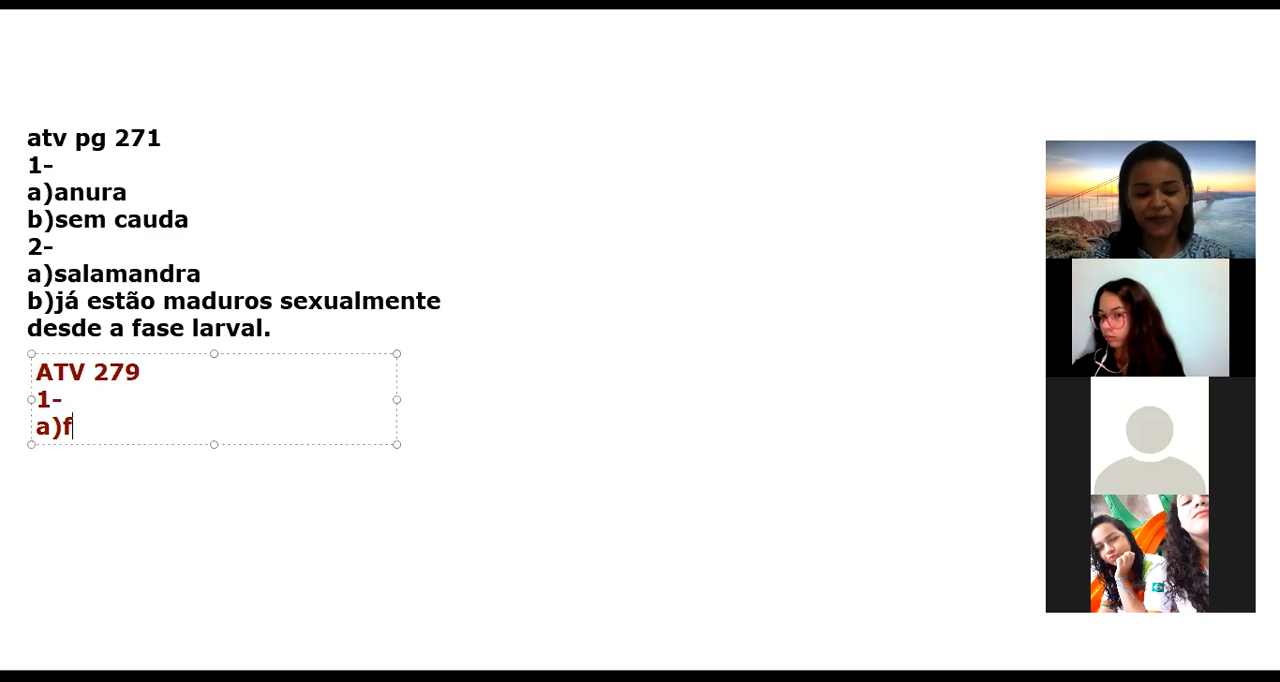 atv pg 271
1-
a)anura
b)sem cauda
2-
a)salamandra
b)já estão maduros sexualmente
desde a fase larval.
ATV 279
1-
a)f